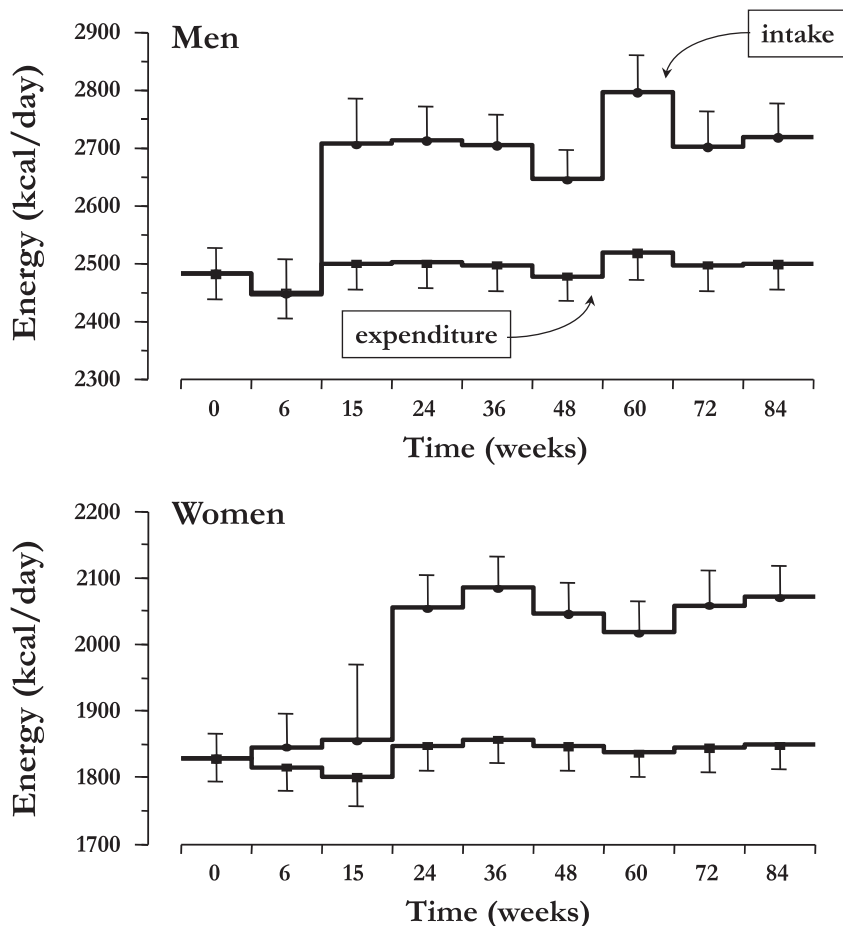 Men
intake
2900
2800
2700
2600
2500
2400
2300
Energy (kcal/day)
expenditure
0 6 15 24 36 48 60 72 84
Time (weeks)
Women
2200
2100
2000
1900
1800
1700
Energy (kcal/day)
0 6 15 24 36 48 60 72 84
Time (weeks)